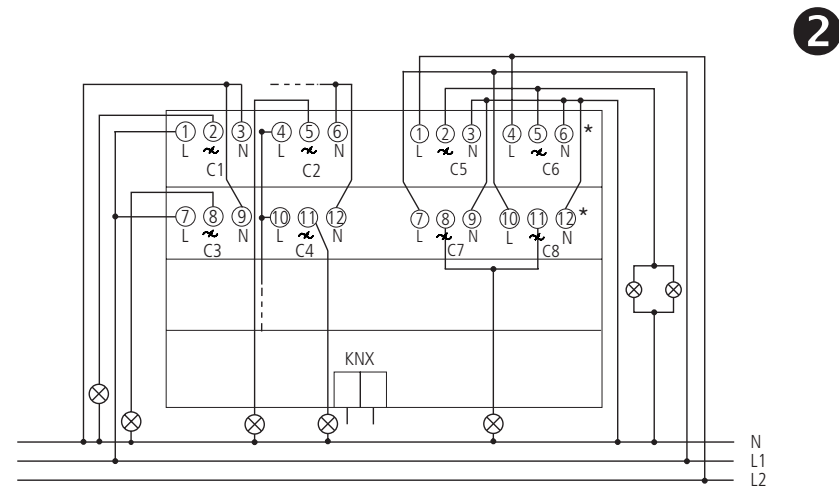 2
1 2 3 4 5 6 1 2 3 4 5 6 *
L N L N L N L N
C1 C2 C5 C6
7 8 9 10 11 12 7 8 9 10 11 12 *
L N L N L N L N
C3 C4 C7 C8
KNX
N
L1
L2